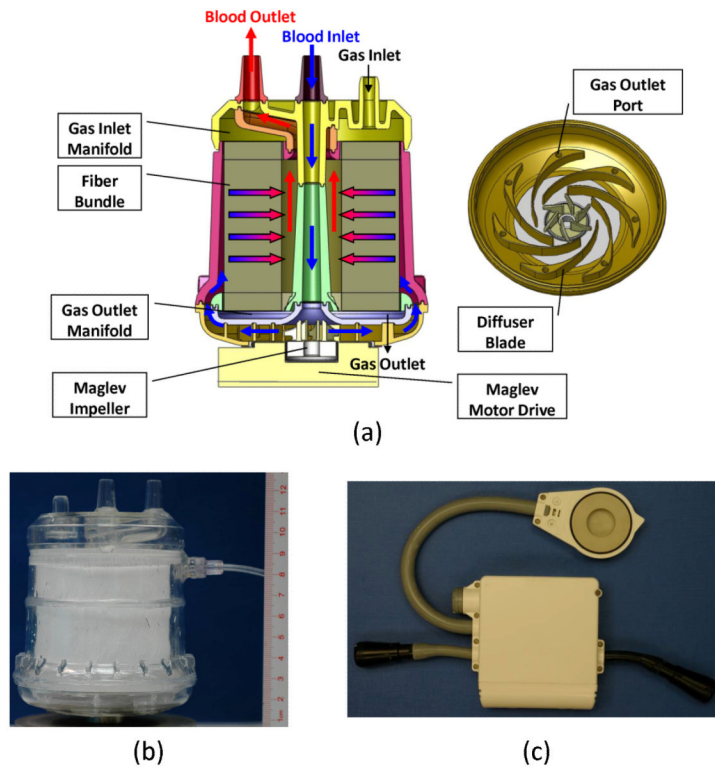 Blood Outlet
Blood Inlet
Gas Inlet
Gas Outlet
Port
Gas Inlet
Manifold
Fiber
Bundle
Gas Outlet
Manifold
Diffuser
Blade
Gas Outlet
Maglev
Impeller
Maglev
Motor Drive
(a)
12
11
10
9
8
7
6
5
4
3
2
1
(b)
(c)